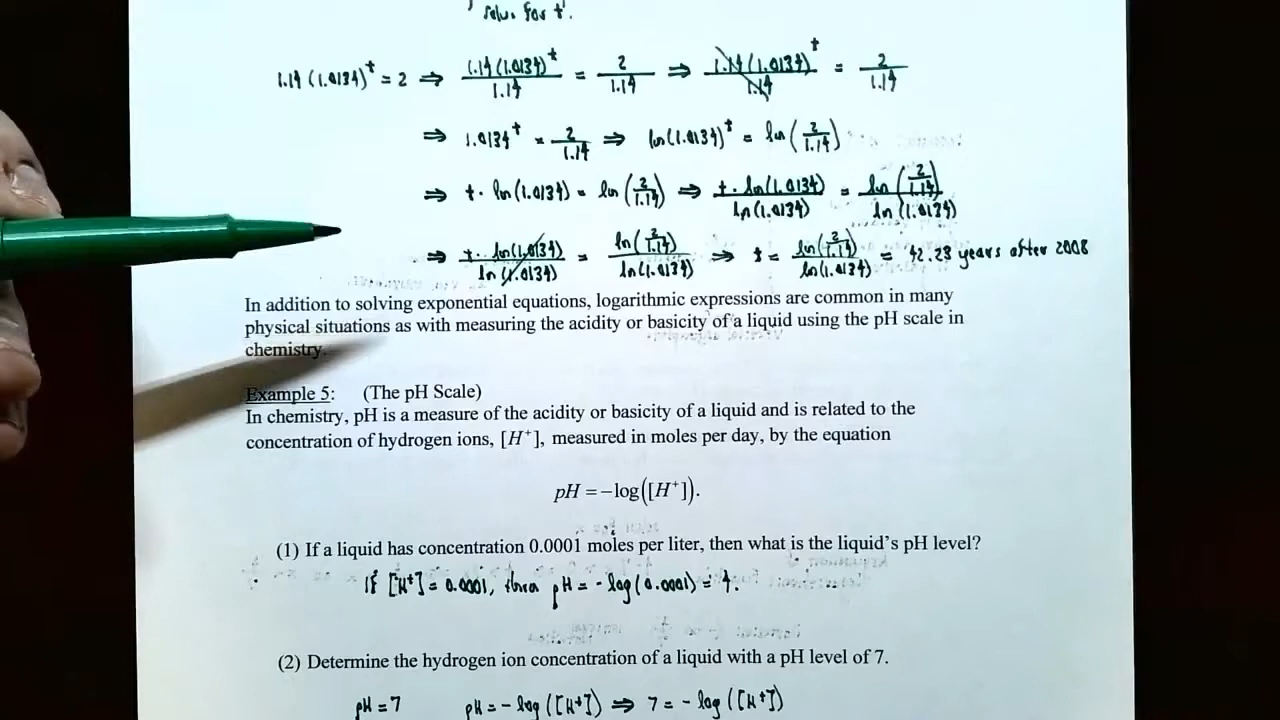 solve for t.
1.14(1.0134)^t = 2 ⇒ 1.14(1.0134)^t / 1.14 = 2 / 1.14 ⇒ 1.14(1.0134)^t / 1.14 = 2 / 1.14
⇒ 1.0134^t = 2 / 1.14 ⇒ ln(1.0134)^t = ln(2/1.14)
⇒ t · ln(1.0134) = ln(2/1.14) ⇒ t · ln(1.0134) / ln(1.0134) = ln(2/1.14) / ln(1.0134)
⇒ t · ln(1.0134) / ln(1.0134) = ln(2/1.14) / ln(1.0134) ⇒ t = ln(2/1.14) / ln(1.0134) = 42.23 years after 2008
In addition to solving exponential equations, logarithmic expressions are common in many
physical situations as with measuring the acidity or basicity of a liquid using the pH scale in
chemistry.
Example 5: (The pH Scale)
In chemistry, pH is a measure of the acidity or basicity of a liquid and is related to the
concentration of hydrogen ions, [H⁺], measured in moles per day, by the equation
pH = −log([H⁺]).
(1) If a liquid has concentration 0.0001 moles per liter, then what is the liquid's pH level?
If [H⁺] = 0.0001, then pH = -log(0.0001) = 4.
(2) Determine the hydrogen ion concentration of a liquid with a pH level of 7.
pH = 7 pH = -log([H⁺]) ⇒ 7 = -log([H⁺])